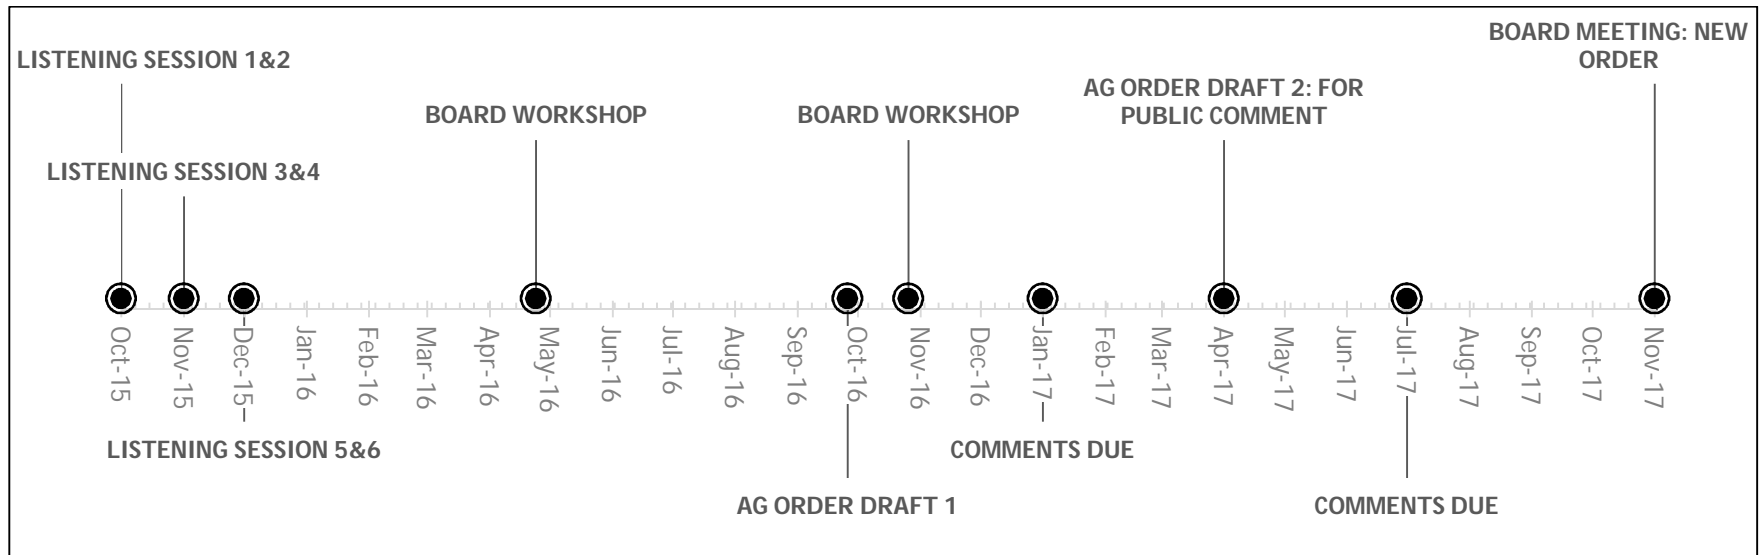 BOARD MEETING: NEW
ORDER
LISTENING SESSION 1&2
AG ORDER DRAFT 2: FOR
PUBLIC COMMENT
BOARD WORKSHOP
BOARD WORKSHOP
LISTENING SESSION 3&4
Oct-15
Nov-15
Dec-15
Jan-16
Feb-16
Mar-16
Apr-16
May-16
Jun-16
Jul-16
Aug-16
Sep-16
Oct-16
Nov-16
Dec-16
Jan-17
Feb-17
Mar-17
Apr-17
May-17
Jun-17
Jul-17
Aug-17
Sep-17
Oct-17
Nov-17
LISTENING SESSION 5&6
COMMENTS DUE
AG ORDER DRAFT 1
COMMENTS DUE